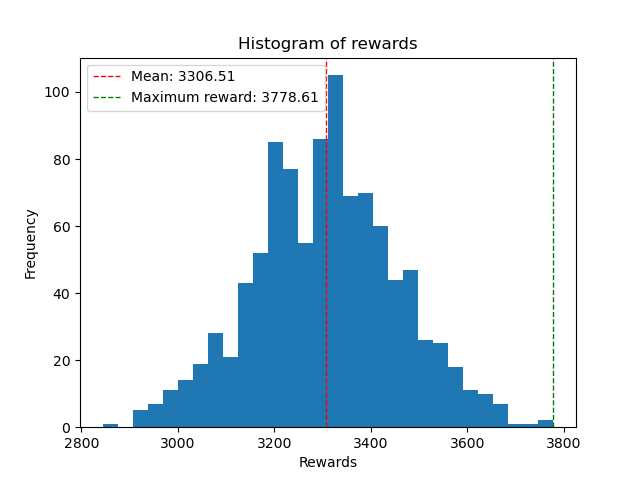 Histogram of rewards
Mean: 3306.51
Maximum reward: 3778.61
100
80
60
40
20
0
Frequency
2800 3000 3200 3400 3600 3800
Rewards